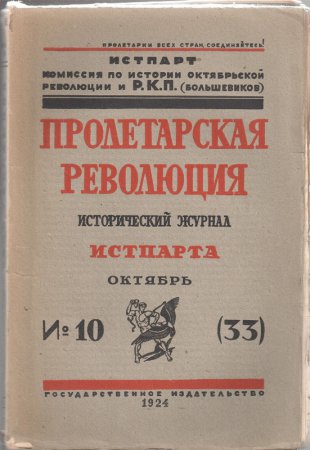 ПРОЛЕТАРИИ ВСЕХ СТРАН, СОЕДИНЯЙТЕСЬ!
ИСТПАРТ
КОМИССИЯ ПО ИСТОРИИ ОКТЯБРЬСКОЙ
РЕВОЛЮЦИИ И Р.К.П. (БОЛЬШЕВИКОВ)
ПРОЛЕТАРСКАЯ
РЕВОЛЮЦИЯ
ИСТОРИЧЕСКИЙ ЖУРНАЛ
ИСТПАРТА
ОКТЯБРЬ
№ 10 (33)
ГОСУДАРСТВЕННОЕ ИЗДАТЕЛЬСТВО
1924